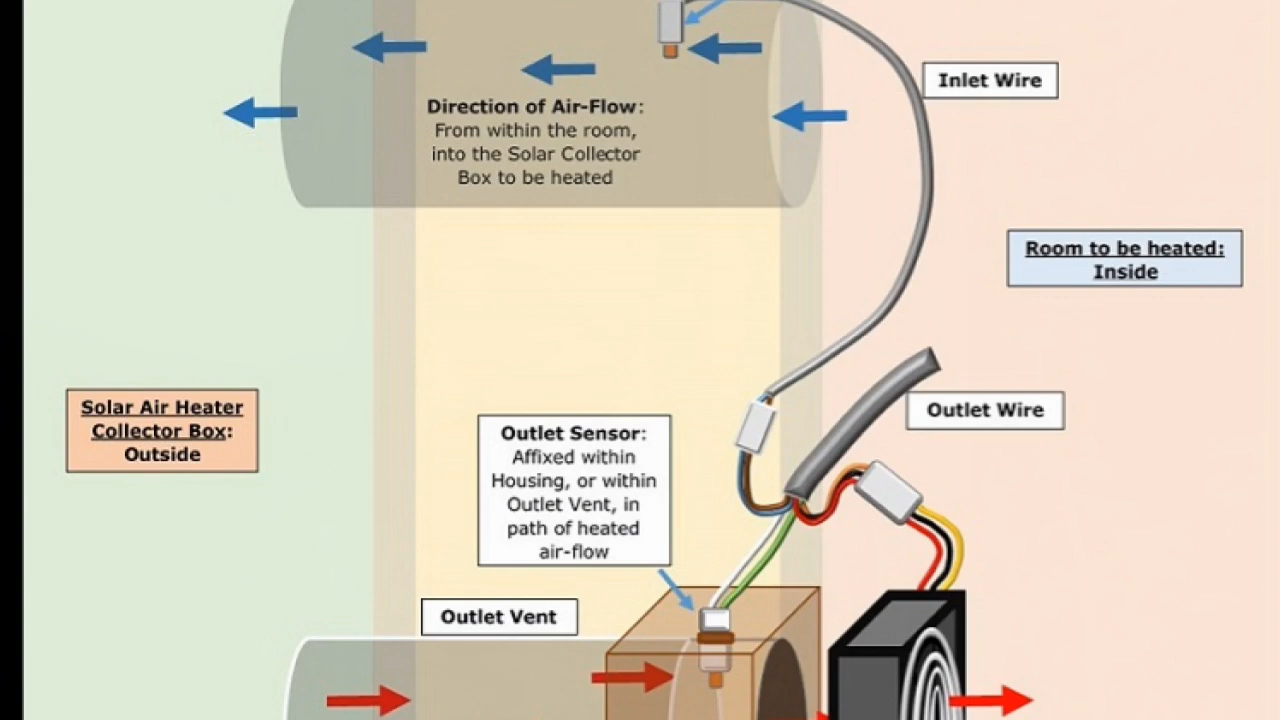 Inlet Wire
Direction of Air-Flow:
From within the room,
into the Solar Collector
Box to be heated
Room to be heated:
Inside
Solar Air Heater
Collector Box:
Outside
Outlet Wire
Outlet Sensor:
Affixed within
Housing, or within
Outlet Vent, in
path of heated
air-flow
Outlet Vent